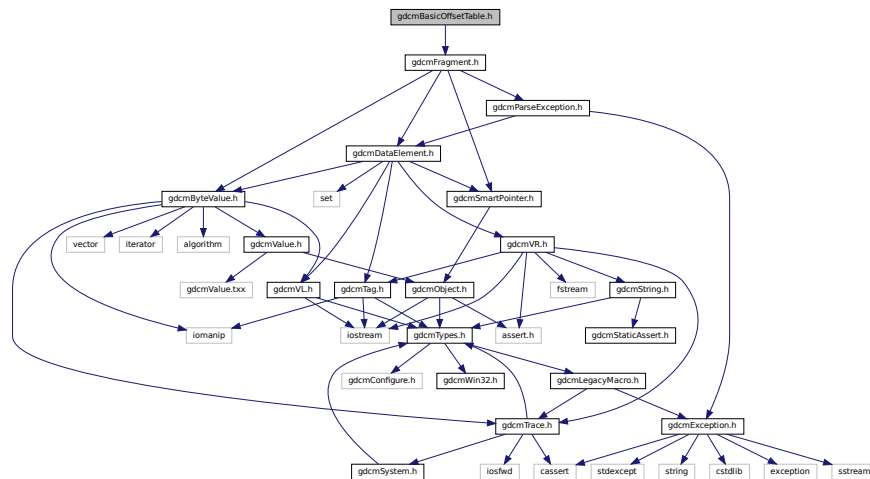 gdcmBasicOffsetTable.h
gdcmFragment.h
gdcmParseException.h
gdcmDataElement.h
gdcmByteValue.h
set
gdcmSmartPointer.h
vector
iterator
algorithm
gdcmValue.h
gdcmVR.h
gdcmValue.txx
gdcmVL.h
gdcmTag.h
gdcmObject.h
fstream
gdcmString.h
iomanip
iostream
gdcmTypes.h
assert.h
gdcmStaticAssert.h
gdcmConfigure.h
gdcmWin32.h
gdcmLegacyMacro.h
gdcmTrace.h
gdcmException.h
gdcmSystem.h
iosfwd
cassert
stdexcept
string
cstdlib
exception
sstream